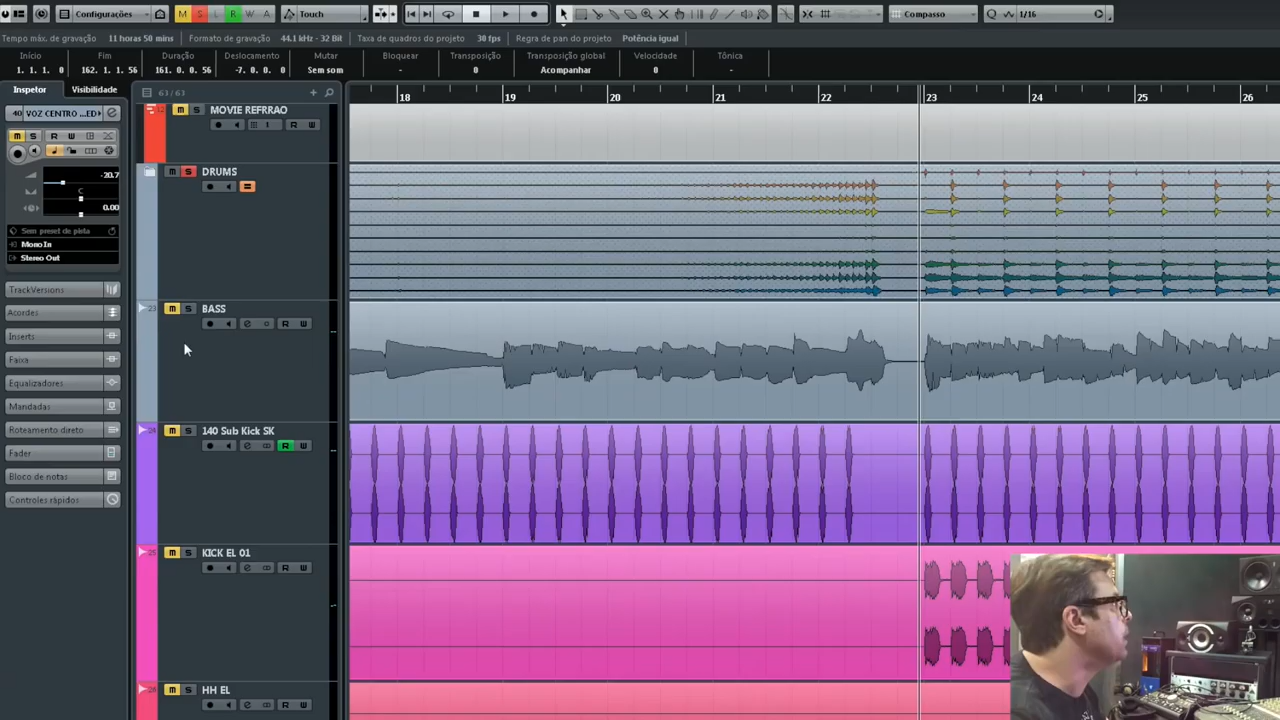 Configurações M S L R W A Touch Compasso Q 1/16
Tempo máx. de gravação 11 horas 50 mins Formato de gravação 44.1 kHz - 32 Bit Taxa de quadros do projeto 30 fps Regra de pan do projeto Potência igual
Início Fim Duração Deslocamento Mutar Bloquear Transposição Transposição global Velocidade Tônica
1. 1. 1. 0 162. 1. 1. 56 161. 0. 0. 56 -7. 0. 0. 0 Sem som - 0 Acompanhar 0 -
Inspetor Visibilidade 61/61
18 19 20 21 22 23 24 25 26
40 VOZ CENTRO ...ED
M S R W
-20.7
C
0.00
Sem preset de pista
Mono In
Stereo Out
TrackVersions
Acordes
Inserts
Faixa
Equalizadores
Mandadas
Roteamento direto
Fader
Bloco de notas
Controles rápidos
M S MOVIE REFRRAO
1 R W
M S DRUMS
23 M S BASS
R W
24 M S 140 Sub Kick SK
R W
25 M S KICK EL 01
R W
26 M S HH EL
R W